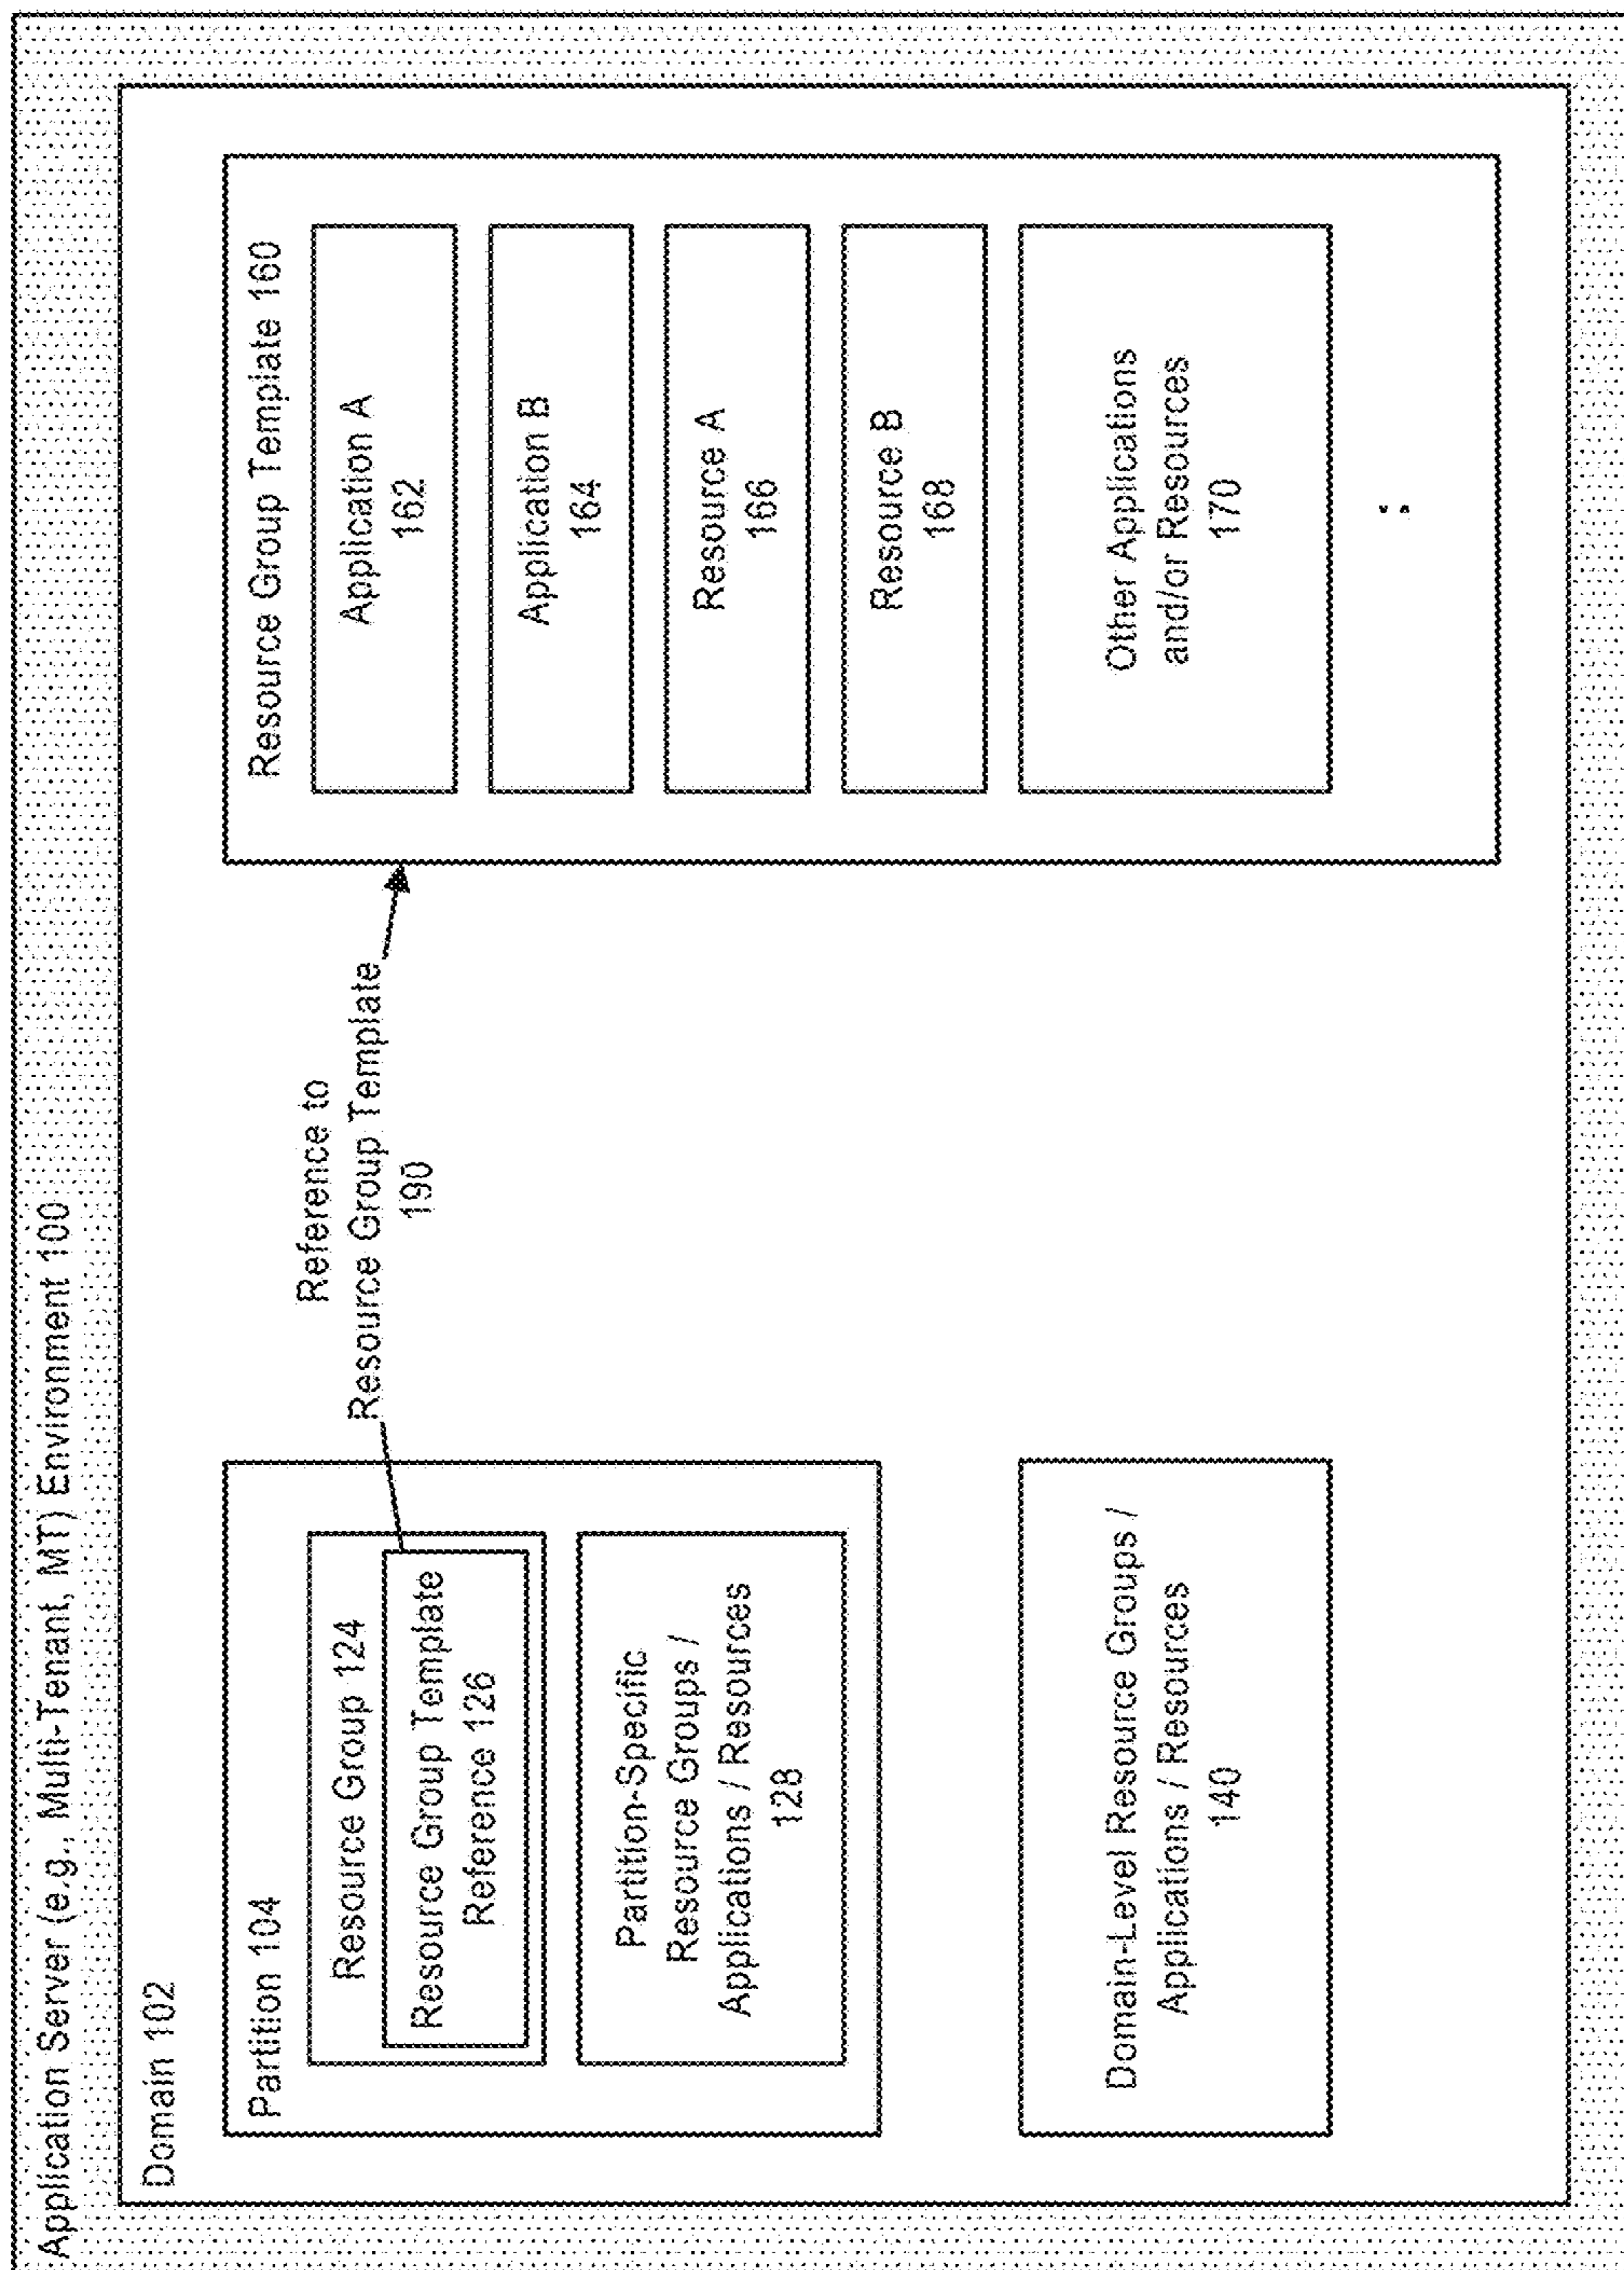 Application Server (e.g., Multi-Tenant, MT) Environment 100
Domain 102
Partition 104
Resource Group 124
Resource Group Template
Reference 126
Partition-Specific
Resource Groups /
Applications / Resources
128
Domain-Level Resource Groups /
Applications / Resources
140
Reference to
Resource Group Template
190
Resource Group Template 160
Application A
162
Application B
164
Resource A
166
Resource B
168
Other Applications
and/or Resources
170